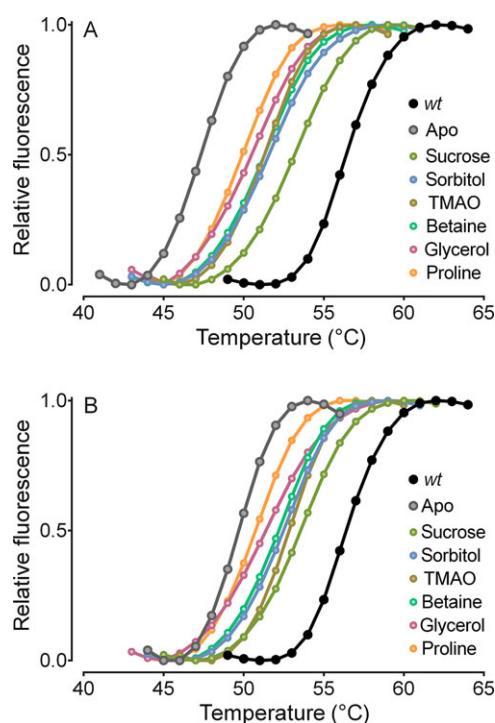 A
Relative fluorescence
1.0
0.5
0.0
wt
Apo
Sucrose
Sorbitol
TMAO
Betaine
Glycerol
Proline
40 45 50 55 60 65
Temperature (°C)
B
Relative fluorescence
1.0
0.5
0.0
wt
Apo
Sucrose
Sorbitol
TMAO
Betaine
Glycerol
Proline
40 45 50 55 60 65
Temperature (°C)